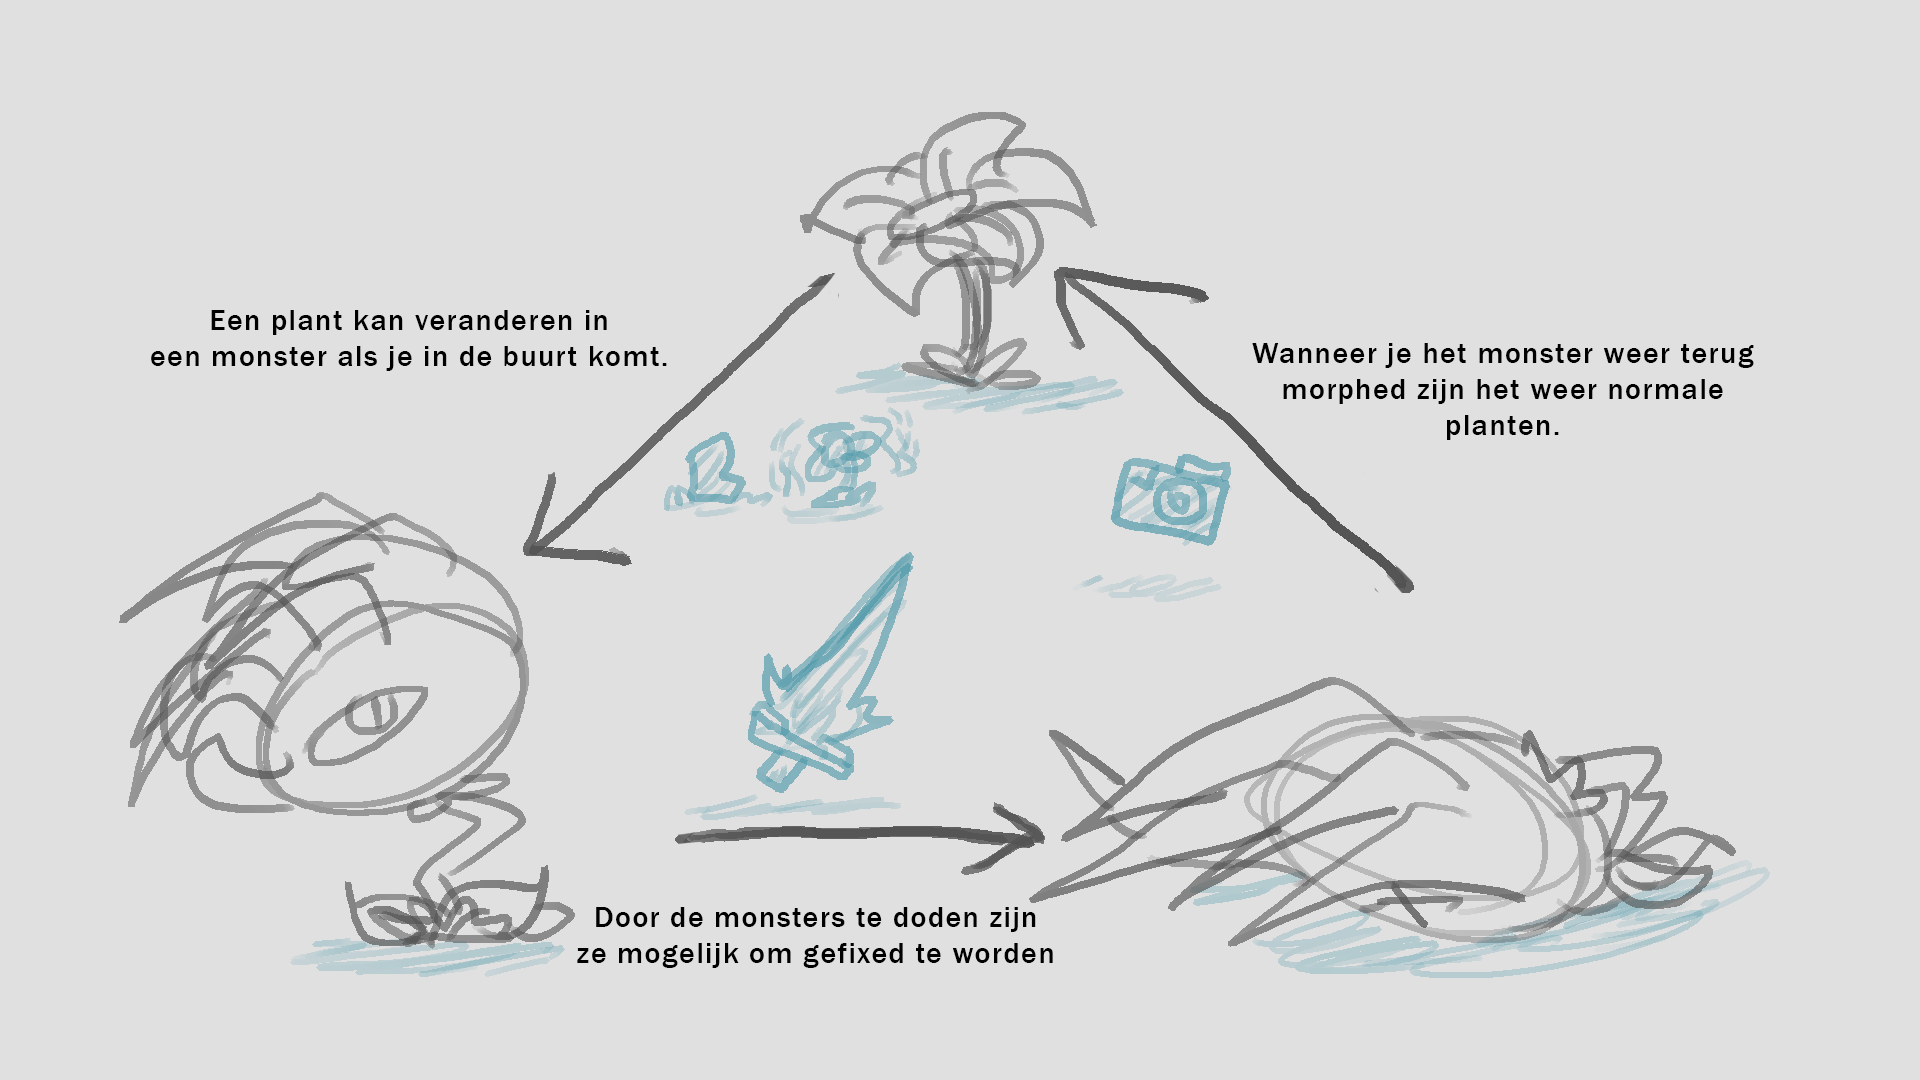 Een plant kan veranderen in
een monster als je in de buurt komt.
Wanneer je het monster weer terug
morphed zijn het weer normale
planten.
Door de monsters te doden zijn
ze mogelijk om gefixed te worden